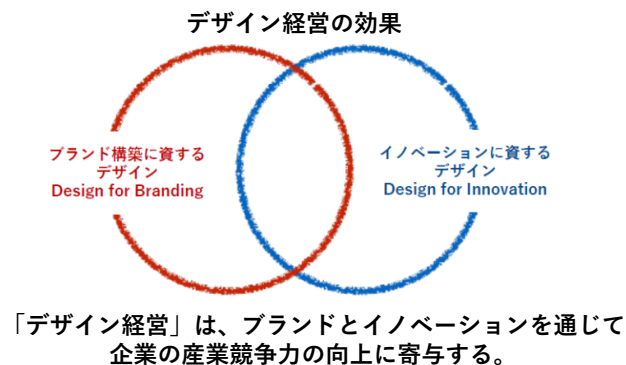 デザイン経営の効果
ブランド構築に資する
デザイン
Design for Branding
イノベーションに資する
デザイン
Design for Innovation
「デザイン経営」は、ブランドとイノベーションを通じて
企業の産業競争力の向上に寄与する。